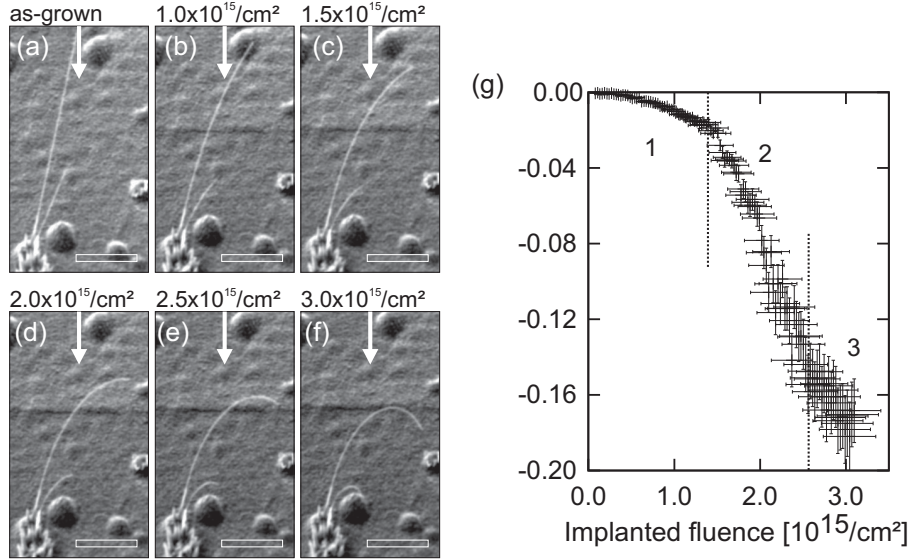 as-grown
1.0x10¹⁵/cm²
1.5x10¹⁵/cm²
(a)
(b)
(c)
2.0x10¹⁵/cm²
2.5x10¹⁵/cm²
3.0x10¹⁵/cm²
(d)
(e)
(f)
(g)
0.00
-0.04
-0.08
-0.12
-0.16
-0.20
1
2
3
0.0
1.0
2.0
3.0
Implanted fluence [10¹⁵/cm²]